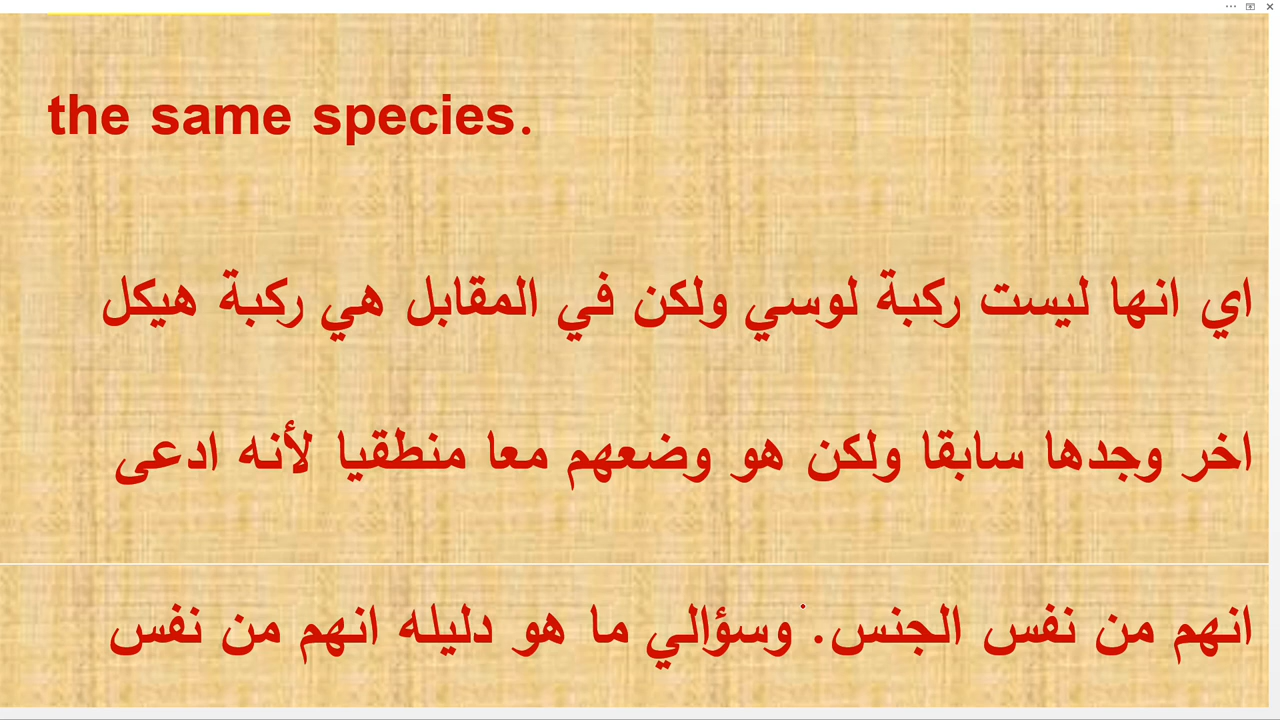 the same species.
اي انها ليست ركبة لوسي ولكن في المقابل هي ركبة هيكل
اخر وجدها سابقا ولكن هو وضعهم معا منطقيا لأنه ادعى
انهم من نفس الجنس. وسؤالي ما هو دليله انهم من نفس